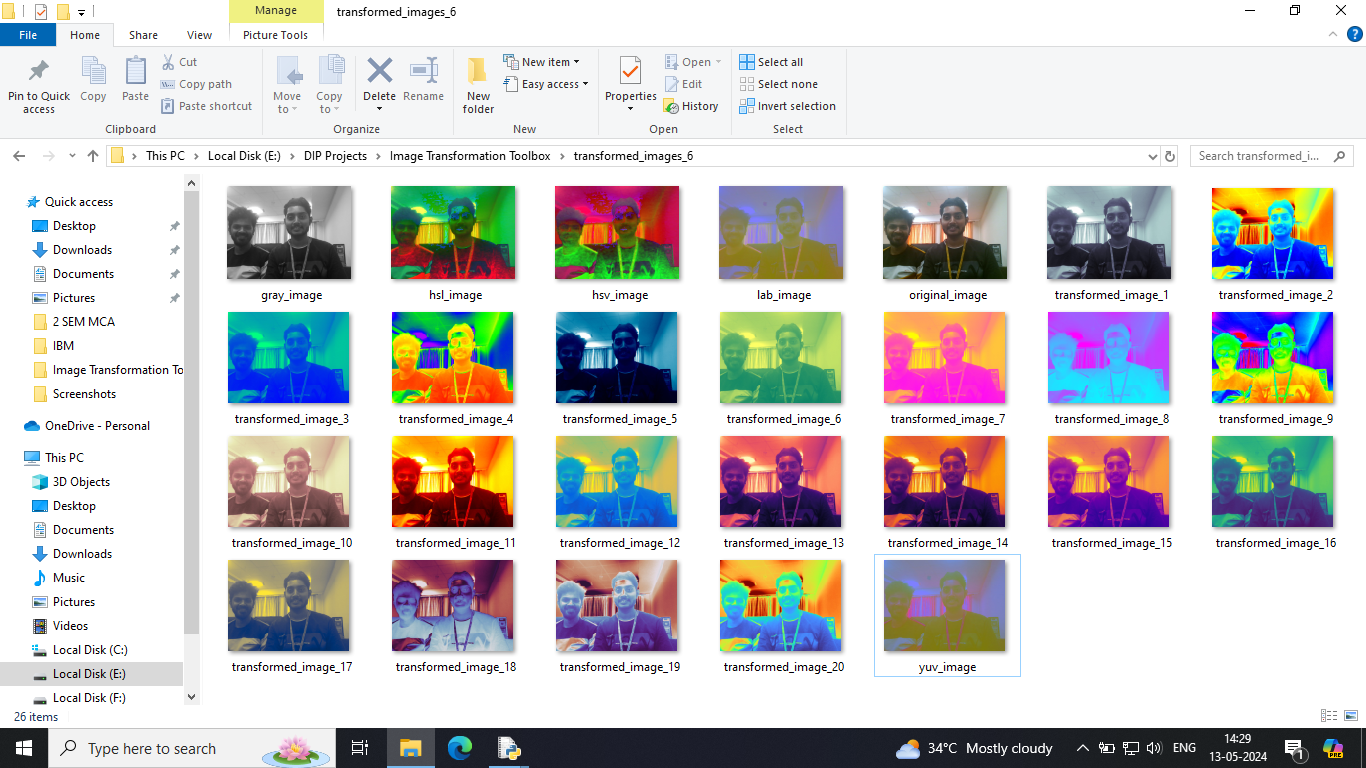 Manage
transformed_images_6
File
Home
Share
View
Picture Tools
Pin to Quick access
Copy
Paste
Cut
Copy path
Paste shortcut
Clipboard
Move to
Copy to
Delete
Rename
Organize
New folder
New item
Easy access
New
Properties
Open
Edit
History
Open
Select all
Select none
Invert selection
Select
This PC
Local Disk (E:)
DIP Projects
Image Transformation Toolbox
transformed_images_6
Search transformed_i...
Quick access
Desktop
Downloads
Documents
Pictures
2 SEM MCA
IBM
Image Transformation To
Screenshots
OneDrive - Personal
This PC
3D Objects
Desktop
Documents
Downloads
Music
Pictures
Videos
Local Disk (C:)
Local Disk (E:)
Local Disk (F:)
gray_image
hsl_image
hsv_image
lab_image
original_image
transformed_image_1
transformed_image_2
transformed_image_3
transformed_image_4
transformed_image_5
transformed_image_6
transformed_image_7
transformed_image_8
transformed_image_9
transformed_image_10
transformed_image_11
transformed_image_12
transformed_image_13
transformed_image_14
transformed_image_15
transformed_image_16
transformed_image_17
transformed_image_18
transformed_image_19
transformed_image_20
yuv_image
26 items
Type here to search
34°C Mostly cloudy
ENG
14:29
13-05-2024
1
PRE